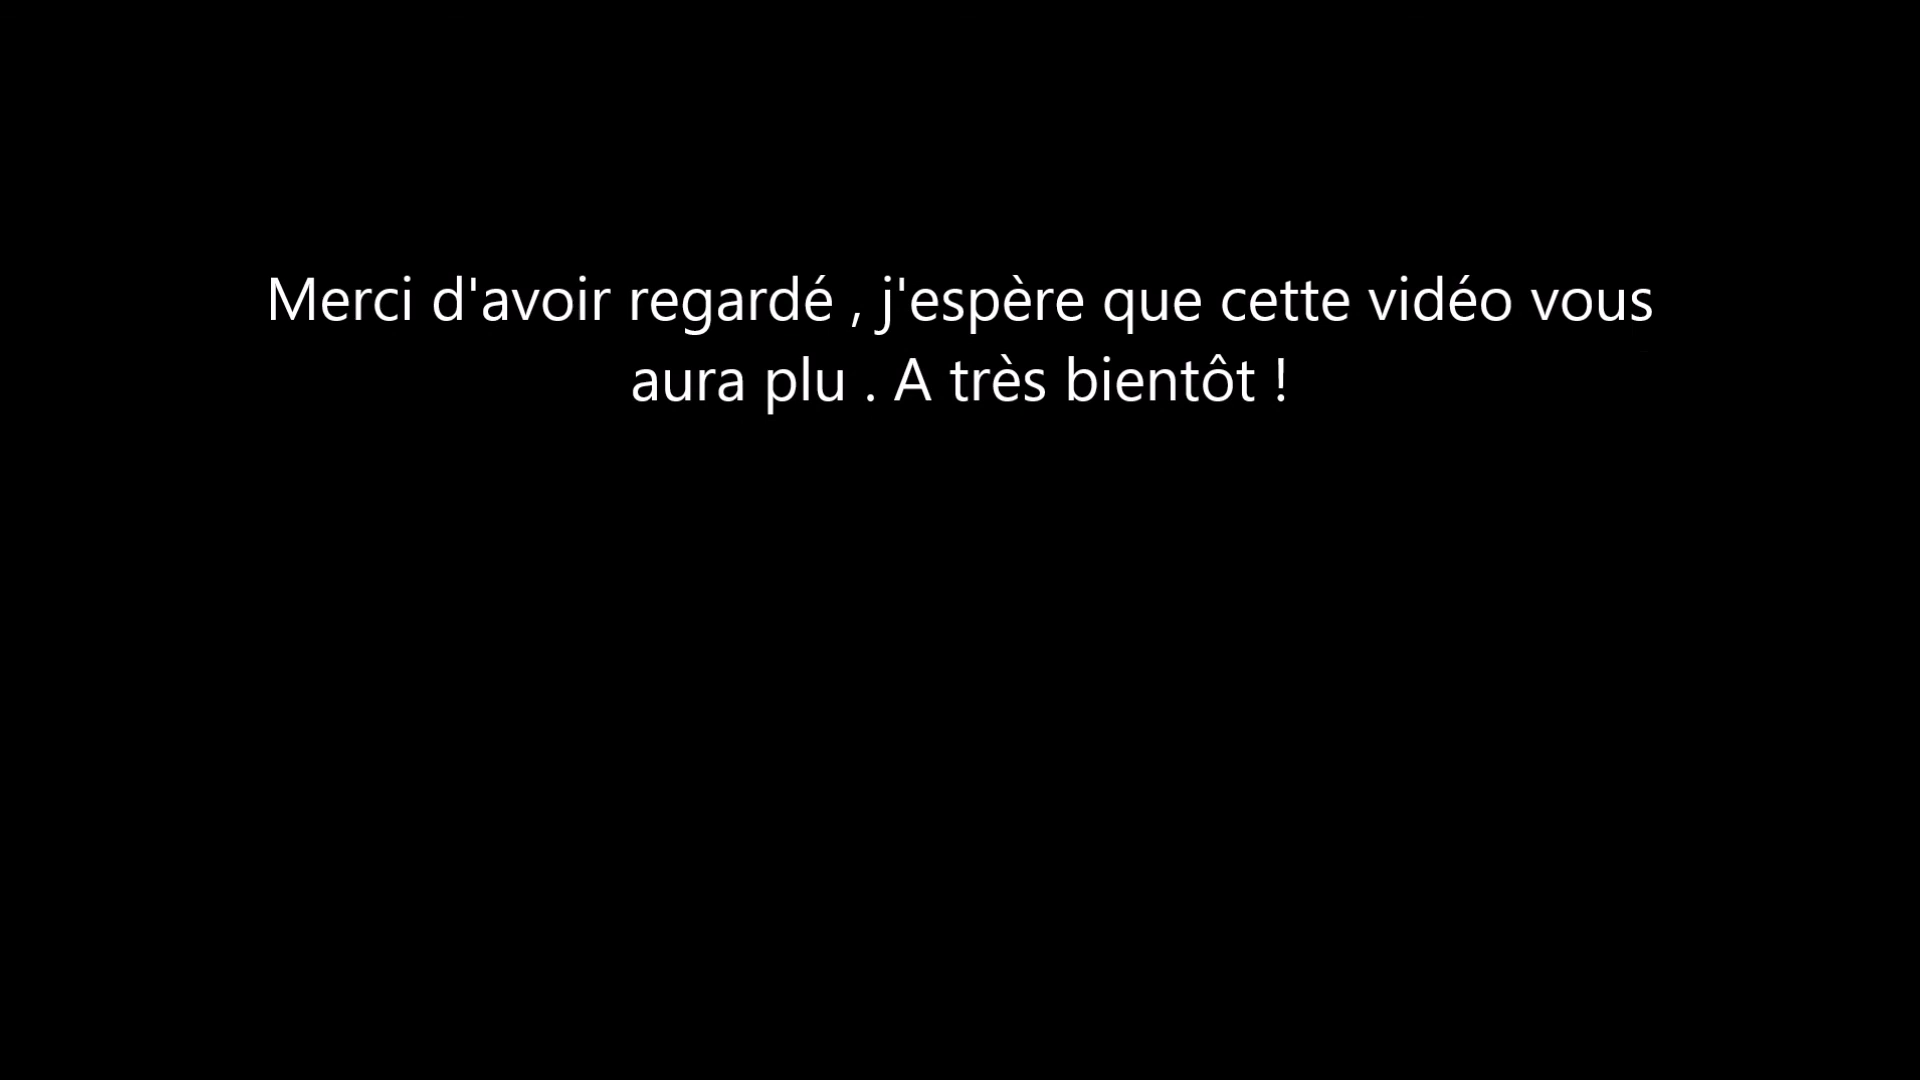 Merci d'avoir regardé , j'espère que cette vidéo vous
aura plu . A très bientôt !